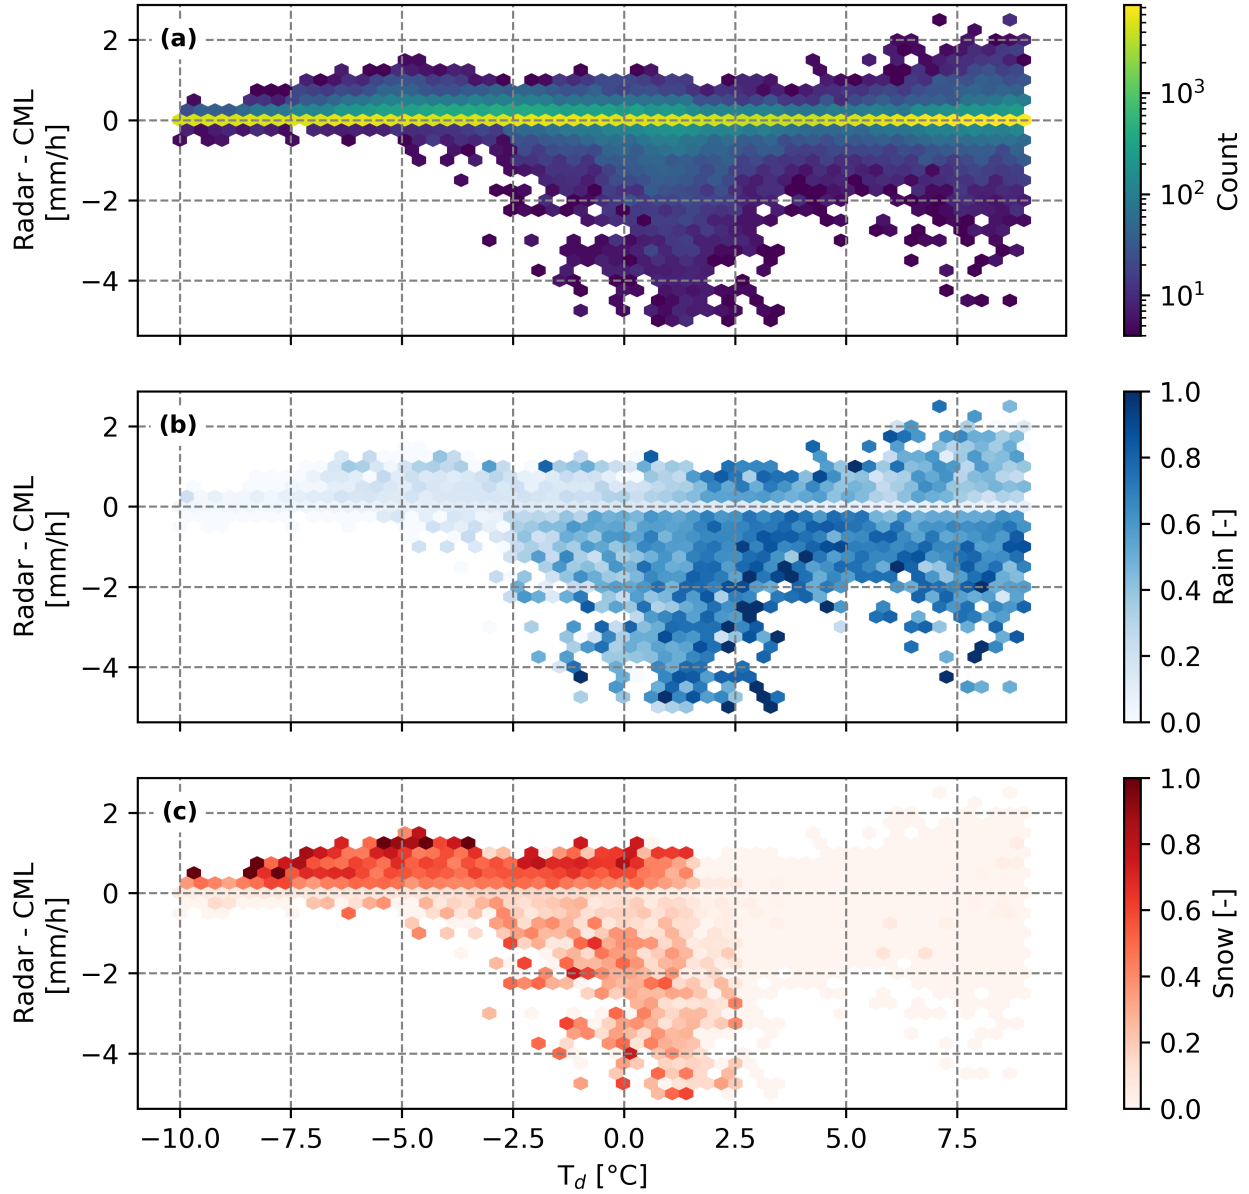 (a)
2
0
−2
−4
Radar - CML
[mm/h]
10³
10²
10¹
Count
(b)
2
0
−2
−4
Radar - CML
[mm/h]
1.0
0.8
0.6
0.4
0.2
0.0
Rain [-]
(c)
2
0
−2
−4
Radar - CML
[mm/h]
1.0
0.8
0.6
0.4
0.2
0.0
Snow [-]
−10.0 −7.5 −5.0 −2.5 0.0 2.5 5.0 7.5
T_d [°C]